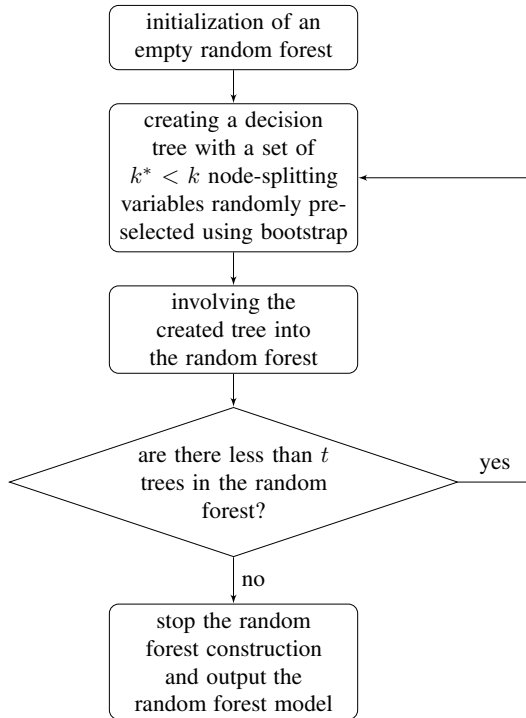 initialization of an
empty random forest
creating a decision
tree with a set of
k* < k node-splitting
variables randomly pre-
selected using bootstrap
involving the
created tree into
the random forest
are there less than t
trees in the random
forest?
yes
no
stop the random
forest construction
and output the
random forest model